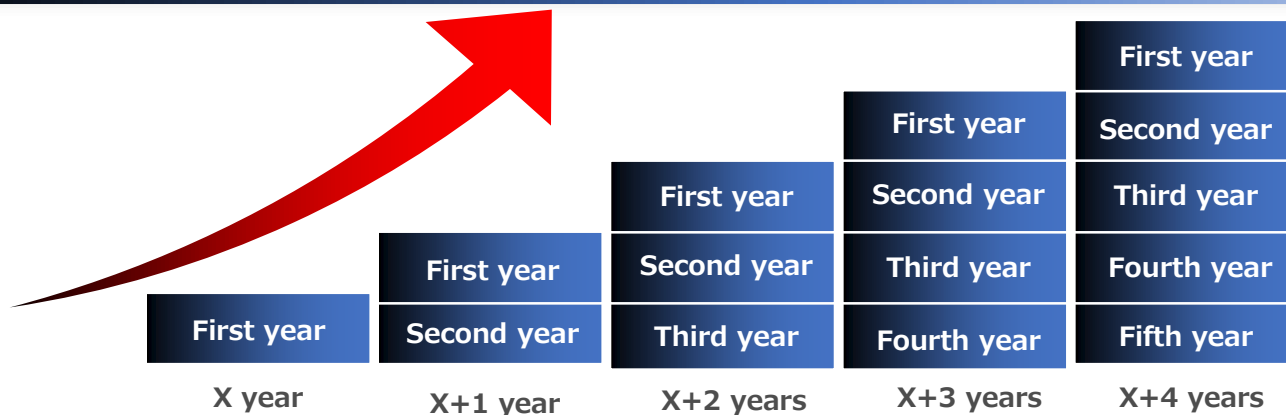 First year
First year
First year
First year
First year
Second year
Second year
Second year
Second year
Third year
Third year
Third year
Fourth year
Fourth year
Fifth year
X year
X+1 year
X+2 years
X+3 years
X+4 years